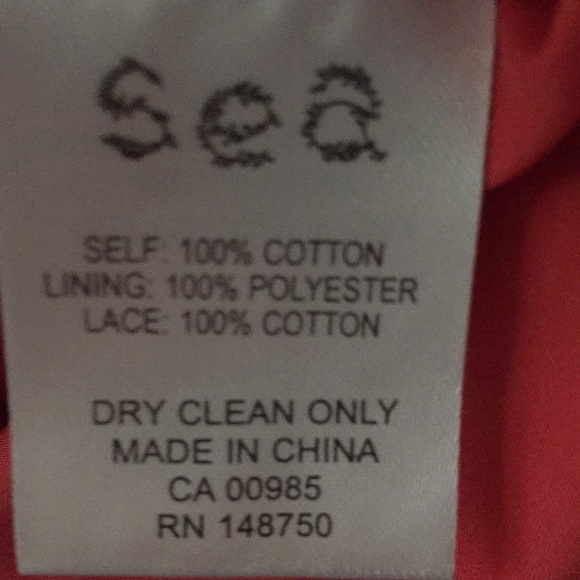 sea
SELF: 100% COTTON
LINING: 100% POLYESTER
LACE: 100% COTTON
DRY CLEAN ONLY
MADE IN CHINA
CA 00985
RN 148750